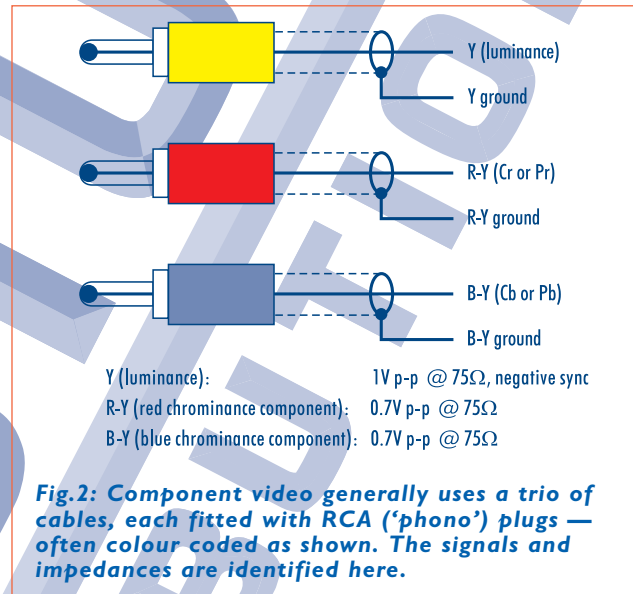 Y (luminance)
Y ground
R-Y (Cr or Pr)
R-Y ground
B-Y (Cb or Pb)
B-Y ground
Y (luminance): 1V p-p @ 75Ω, negative sync
R-Y (red chrominance component): 0.7V p-p @ 75Ω
B-Y (blue chrominance component): 0.7V p-p @ 75Ω
Fig.2: Component video generally uses a trio of
cables, each fitted with RCA (‘phono’) plugs —
often colour coded as shown. The signals and
impedances are identified here.